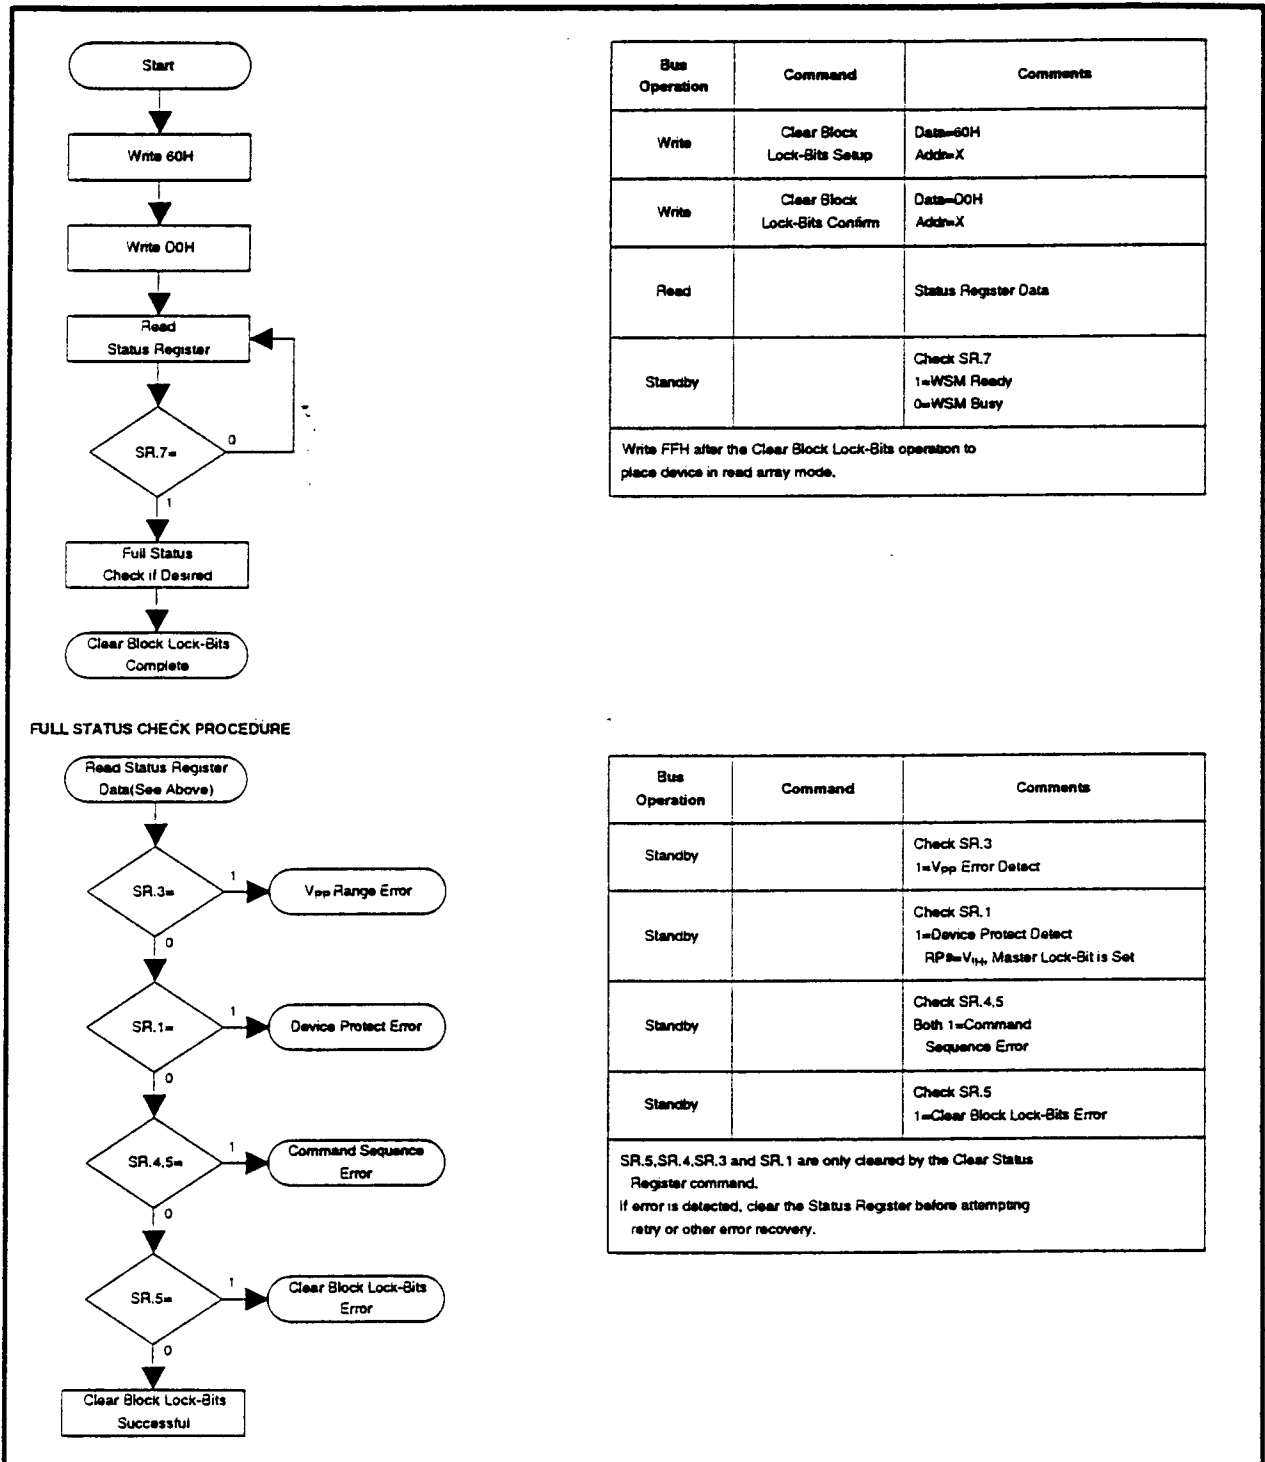 Start
Write 60H
Write D0H
Read
Status Register
SR.7=
0
1
Full Status
Check if Desired
Clear Block Lock-Bits
Complete
Bus
Operation
Command
Comments
Write
Clear Block
Lock-Bits Setup
Data=60H
Addr=X
Write
Clear Block
Lock-Bits Confirm
Data=D0H
Addr=X
Read
Status Register Data
Standby
Check SR.7
1=WSM Ready
0=WSM Busy
Write FFH after the Clear Block Lock-Bits operation to
place device in read array mode.
FULL STATUS CHECK PROCEDURE
Read Status Register
Data(See Above)
SR.3=
1
VPP Range Error
0
SR.1=
1
Device Protect Error
0
SR.4,5=
1
Command Sequence
Error
0
SR.5=
1
Clear Block Lock-Bits
Error
0
Clear Block Lock-Bits
Successful
Bus
Operation
Command
Comments
Standby
Check SR.3
1=VPP Error Detect
Standby
Check SR.1
1=Device Protect Detect
RP#=VIH, Master Lock-Bit is Set
Standby
Check SR.4,5
Both 1=Command
Sequence Error
Standby
Check SR.5
1=Clear Block Lock-Bits Error
SR.5,SR.4,SR.3 and SR.1 are only cleared by the Clear Status
Register command.
If error is detected, clear the Status Register before attempting
retry or other error recovery.